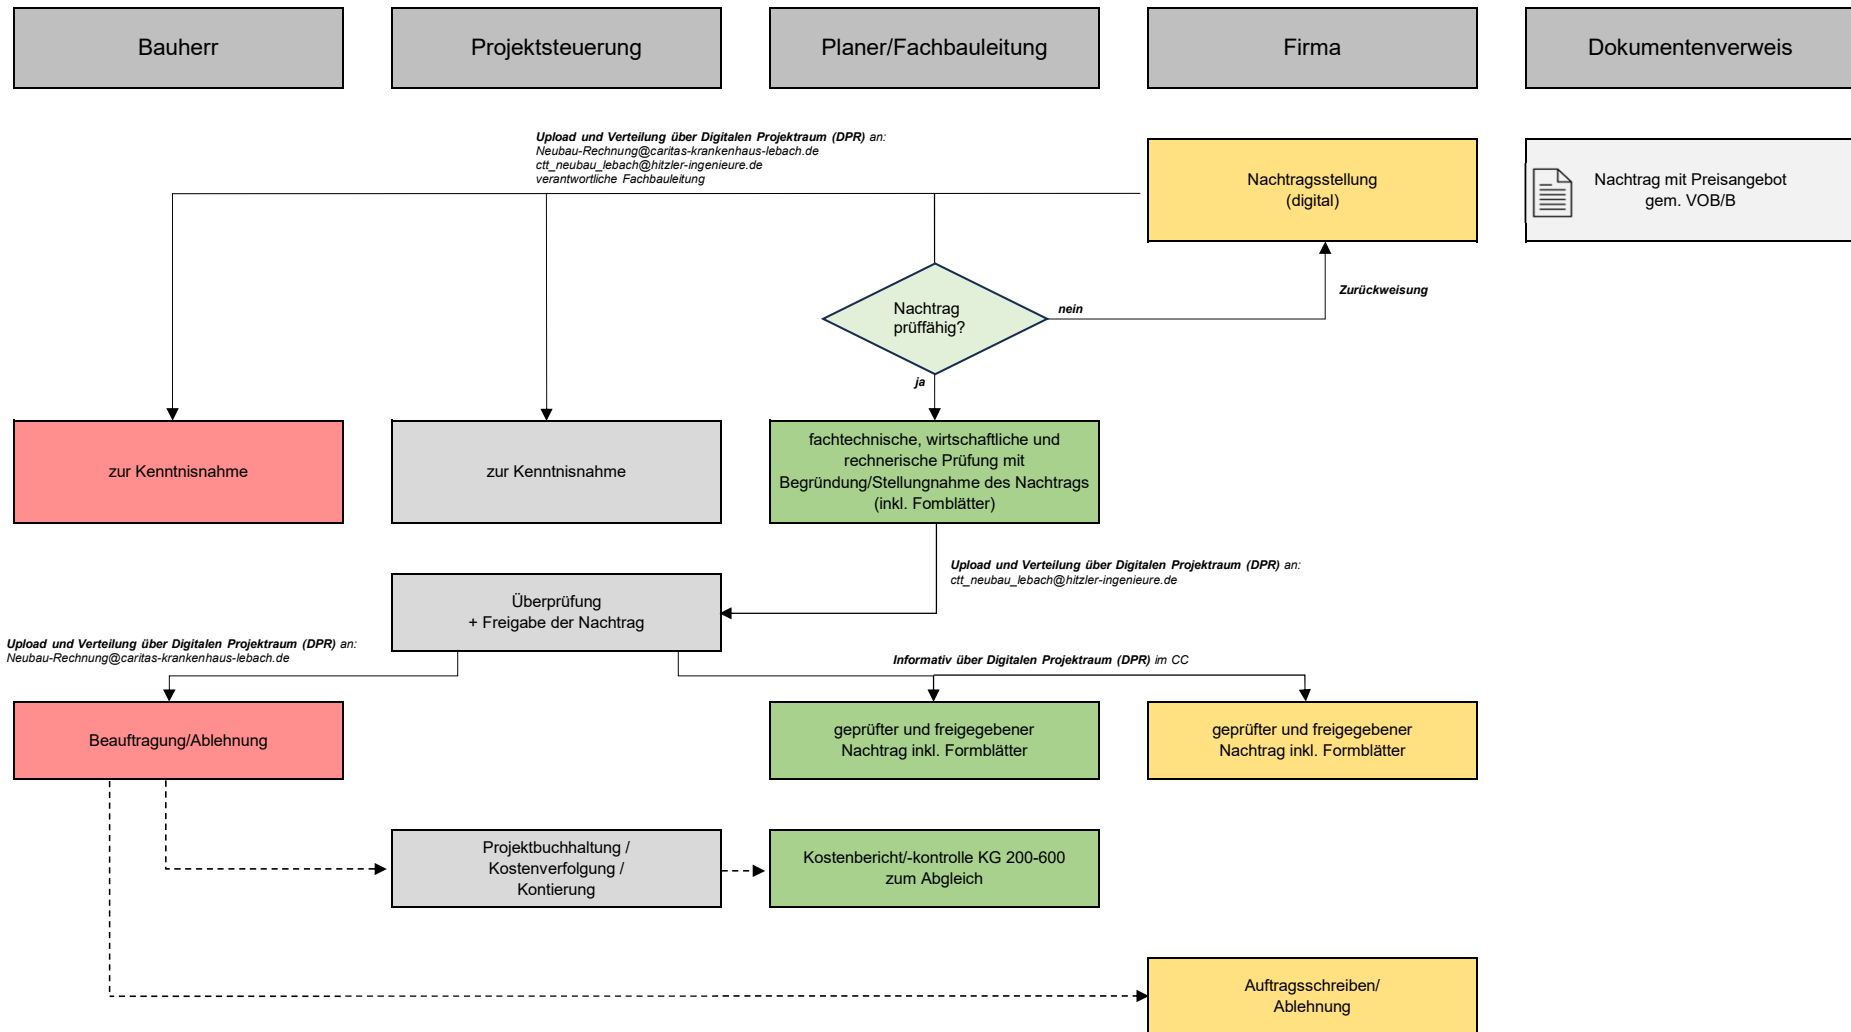 Bauherr
Projektsteuerung
Planer/Fachbauleitung
Firma
Dokumentenverweis
Upload und Verteilung über Digitalen Projektraum (DPR) an:
Neubau-Rechnung@caritas-krankenhaus-lebach.de
ctt_neubau_lebach@hitzler-ingenieure.de
verantwortliche Fachbauleitung
Nachtragsstellung
(digital)
Nachtrag mit Preisangebot
gem. VOB/B
Nachtrag
prüffähig?
nein
Zurückweisung
ja
zur Kenntnisnahme
zur Kenntnisnahme
fachtechnische, wirtschaftliche und
rechnerische Prüfung mit
Begründung/Stellungnahme des Nachtrags
(inkl. Fomblätter)
Upload und Verteilung über Digitalen Projektraum (DPR) an:
ctt_neubau_lebach@hitzler-ingenieure.de
Überprüfung
+ Freigabe der Nachtrag
Upload und Verteilung über Digitalen Projektraum (DPR) an:
Neubau-Rechnung@caritas-krankenhaus-lebach.de
Informativ über Digitalen Projektraum (DPR) im CC
Beauftragung/Ablehnung
geprüfter und freigegebener
Nachtrag inkl. Formblätter
geprüfter und freigegebener
Nachtrag inkl. Formblätter
Projektbuchhaltung /
Kostenverfolgung /
Kontierung
Kostenbericht/-kontrolle KG 200-600
zum Abgleich
Auftragsschreiben/
Ablehnung